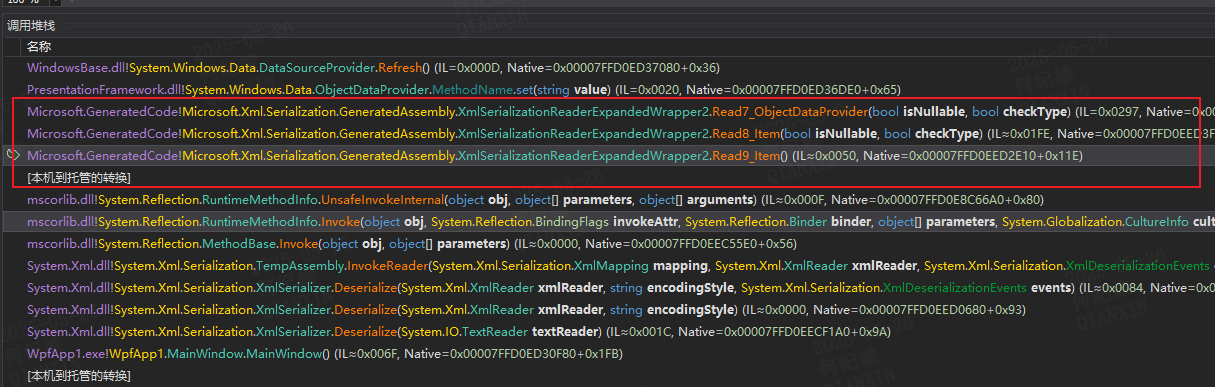 100 %
调用堆栈
名称
WindowsBase.dll!System.Windows.Data.DataSourceProvider.Refresh() (IL=0x000D, Native=0x00007FFD0ED37080+0x36)
PresentationFramework.dll!System.Windows.Data.ObjectDataProvider.MethodName.set(string value) (IL=0x0020, Native=0x00007FFD0ED36DE0+0x65)
Microsoft.GeneratedCode!Microsoft.Xml.Serialization.GeneratedAssembly.XmlSerializationReaderExpandedWrapper2.Read7_ObjectDataProvider(bool isNullable, bool checkType) (IL=0x0297, Native=0x00
Microsoft.GeneratedCode!Microsoft.Xml.Serialization.GeneratedAssembly.XmlSerializationReaderExpandedWrapper2.Read8_Item(bool isNullable, bool checkType) (IL≈0x01FE, Native=0x00007FFD0EED3F
Microsoft.GeneratedCode!Microsoft.Xml.Serialization.GeneratedAssembly.XmlSerializationReaderExpandedWrapper2.Read9_Item() (IL≈0x0050, Native=0x00007FFD0EED2E10+0x11E)
[本机到托管的转换]
mscorlib.dll!System.Reflection.RuntimeMethodInfo.UnsafeInvokeInternal(object obj, object[] parameters, object[] arguments) (IL≈0x000F, Native=0x00007FFD0E8C66A0+0x80)
mscorlib.dll!System.Reflection.RuntimeMethodInfo.Invoke(object obj, System.Reflection.BindingFlags invokeAttr, System.Reflection.Binder binder, object[] parameters, System.Globalization.CultureInfo cult
mscorlib.dll!System.Reflection.MethodBase.Invoke(object obj, object[] parameters) (IL≈0x0000, Native=0x00007FFD0EEC55E0+0x56)
System.Xml.dll!System.Xml.Serialization.TempAssembly.InvokeReader(System.Xml.Serialization.XmlMapping mapping, System.Xml.XmlReader xmlReader, System.Xml.Serialization.XmlDeserializationEvents
System.Xml.dll!System.Xml.Serialization.XmlSerializer.Deserialize(System.Xml.XmlReader xmlReader, string encodingStyle, System.Xml.Serialization.XmlDeserializationEvents events) (IL≈0x0084, Native=0x0
System.Xml.dll!System.Xml.Serialization.XmlSerializer.Deserialize(System.Xml.XmlReader xmlReader, string encodingStyle) (IL≈0x0000, Native=0x00007FFD0EED0680+0x93)
System.Xml.dll!System.Xml.Serialization.XmlSerializer.Deserialize(System.IO.TextReader textReader) (IL≈0x001C, Native=0x00007FFD0EECF1A0+0x9A)
WpfApp1.exe!WpfApp1.MainWindow.MainWindow() (IL≈0x006F, Native=0x00007FFD0ED30F80+0x1FB)
[本机到托管的转换]